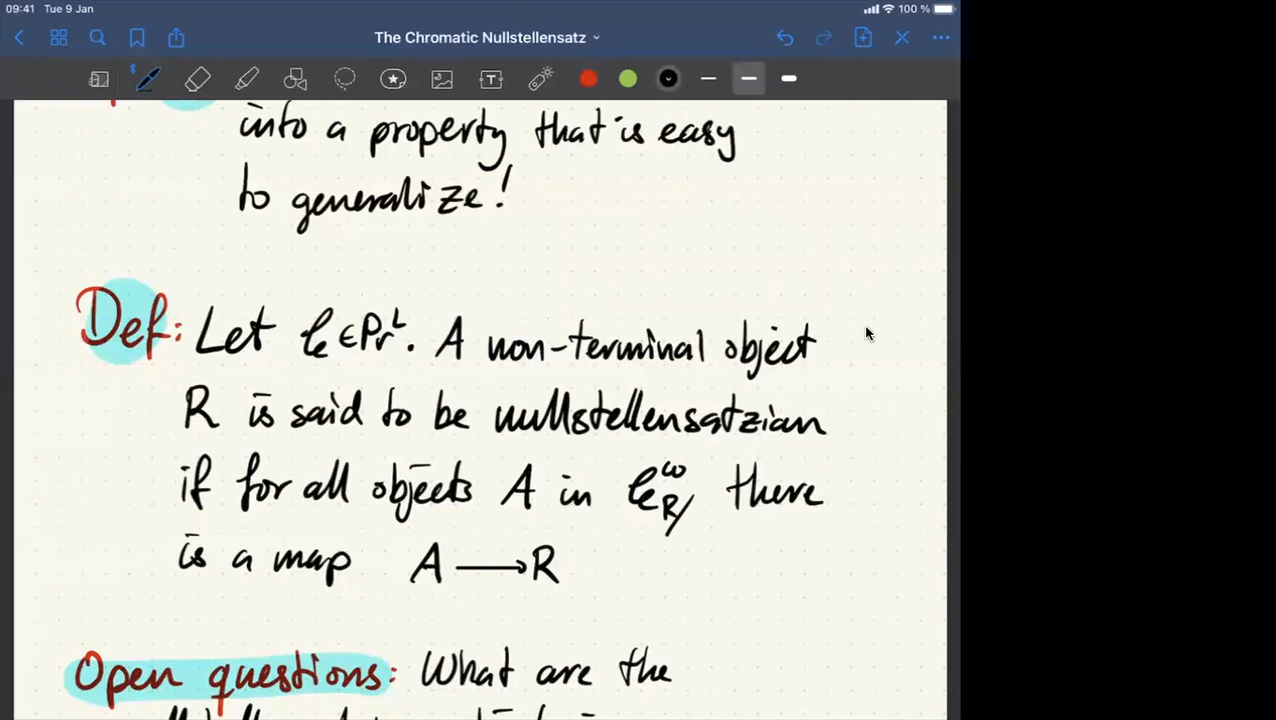 09:41 Tue 9 Jan 100 %
The Chromatic Nullstellensatz
into a property that is easy
to generalize!
Def: Let 𝒞 ∈ Pr^L. A non-terminal object
R is said to be nullstellensatzian
if for all objects A in 𝒞^ω_{R/} there
is a map A ⟶ R
Open questions: What are the